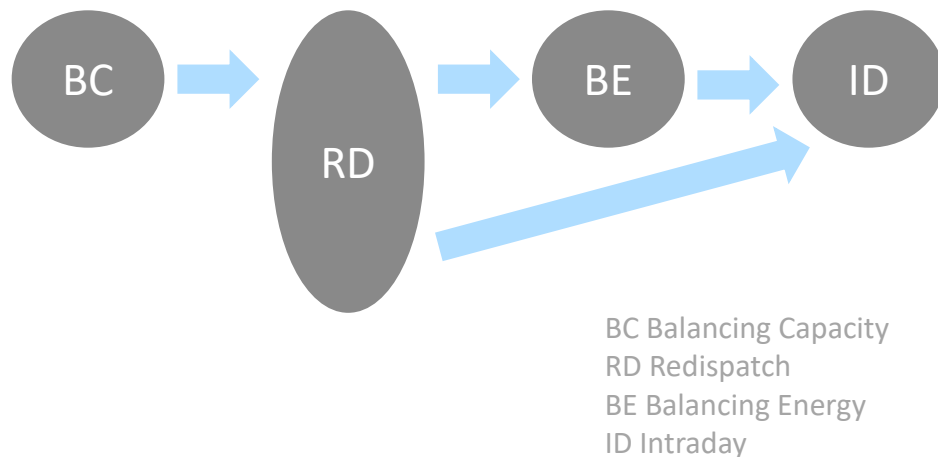 BC
RD
BE
ID
BC Balancing Capacity
RD Redispatch
BE Balancing Energy
ID Intraday